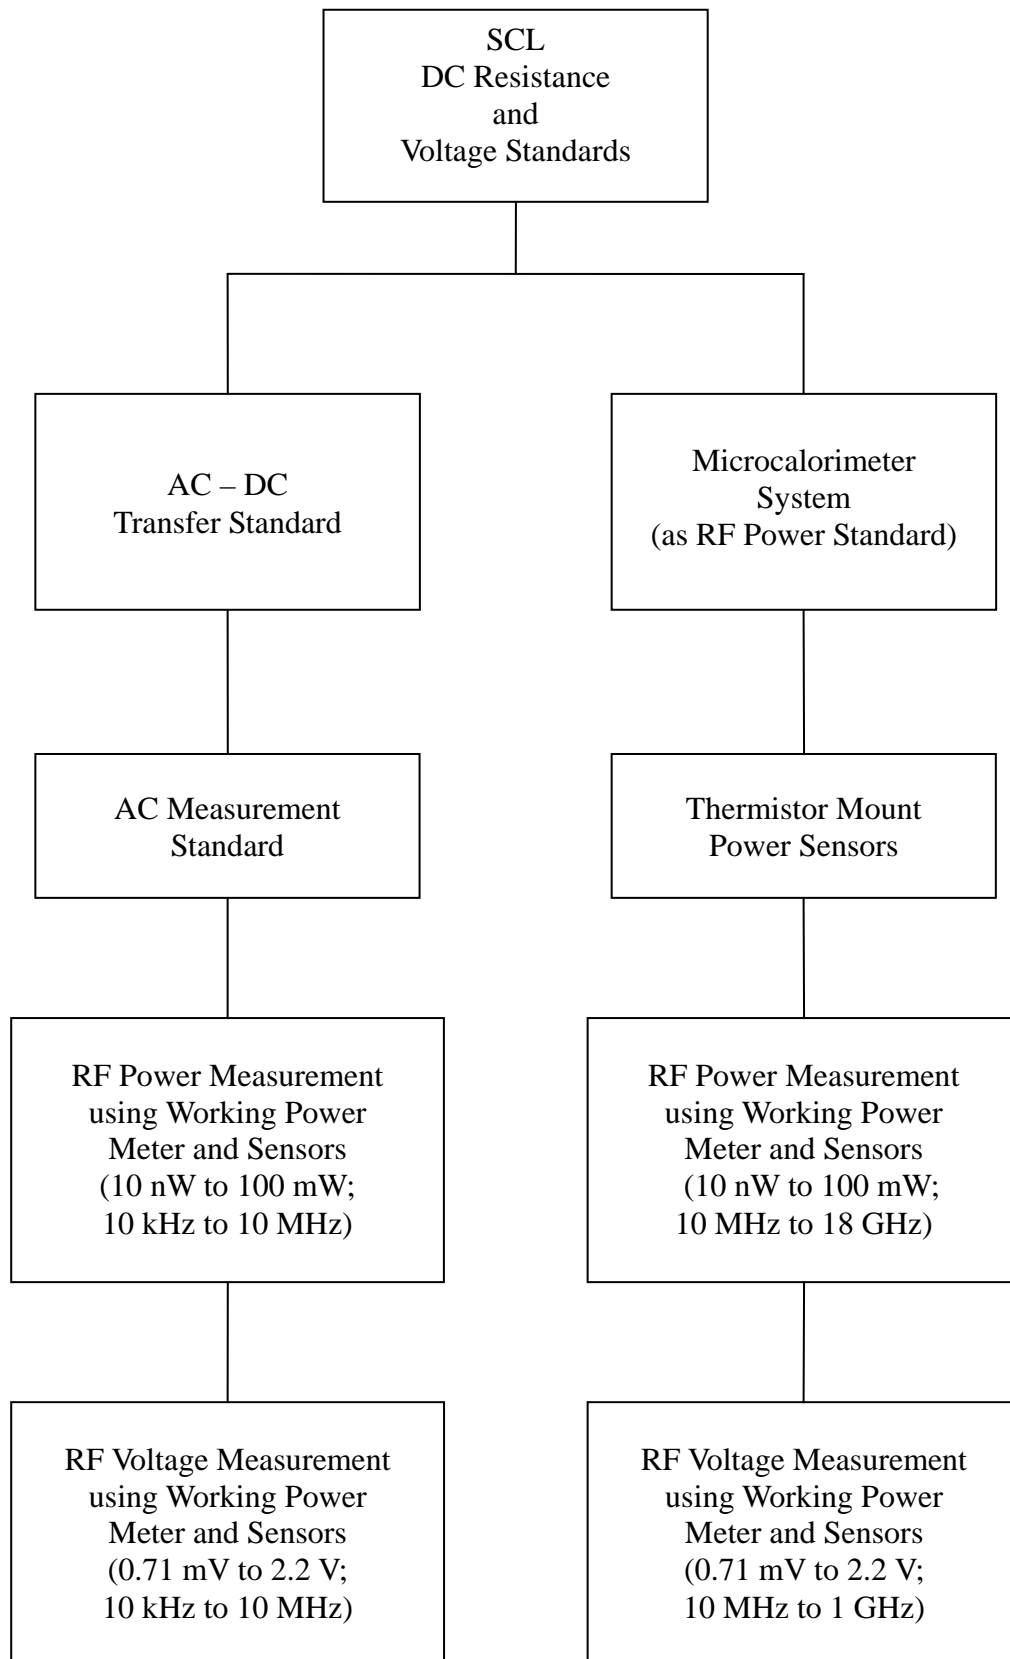 SCL
DC Resistance
and
Voltage Standards
AC – DC
Transfer Standard
Microcalorimeter
System
(as RF Power Standard)
AC Measurement
Standard
Thermistor Mount
Power Sensors
RF Power Measurement
using Working Power
Meter and Sensors
(10 nW to 100 mW;
10 kHz to 10 MHz)
RF Power Measurement
using Working Power
Meter and Sensors
(10 nW to 100 mW;
10 MHz to 18 GHz)
RF Voltage Measurement
using Working Power
Meter and Sensors
(0.71 mV to 2.2 V;
10 kHz to 10 MHz)
RF Voltage Measurement
using Working Power
Meter and Sensors
(0.71 mV to 2.2 V;
10 MHz to 1 GHz)